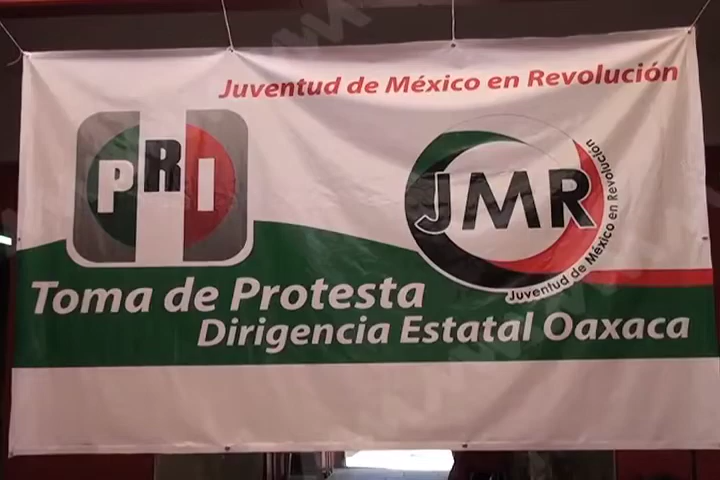 Juventud de México en Revolución
PRI
JMR
Juventud de México en Revolución
Toma de Protesta
Dirigencia Estatal Oaxaca